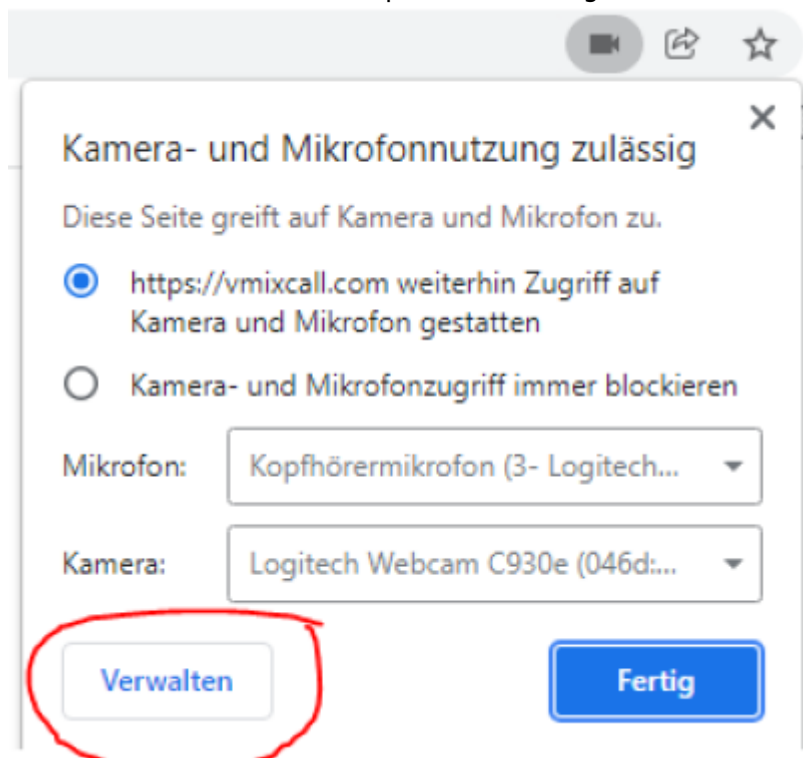 Kamera- und Mikrofonnutzung zulässig
Diese Seite greift auf Kamera und Mikrofon zu.
https://vmixcall.com weiterhin Zugriff auf
Kamera und Mikrofon gestatten
Kamera- und Mikrofonzugriff immer blockieren
Mikrofon: Kopfhörermikrofon (3- Logitech...
Kamera: Logitech Webcam C930e (046d:...
Verwalten Fertig